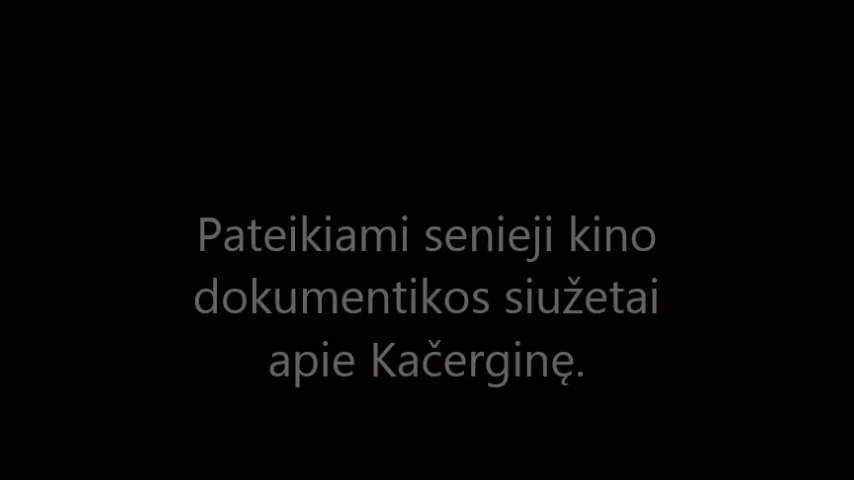 Pateikiami senieji kino
dokumentikos siužetai
apie Kačerginę.